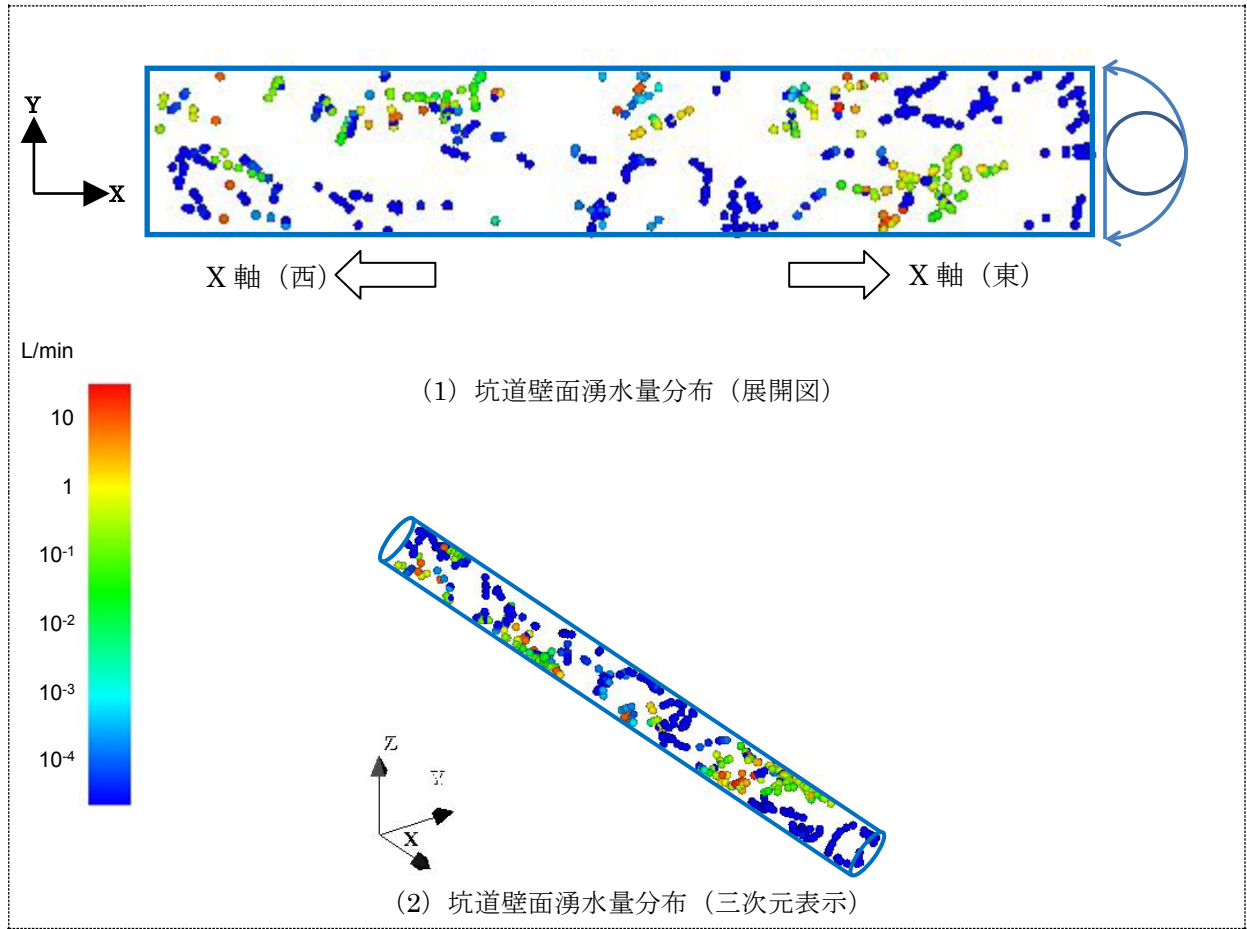 Y
X
X 軸（西）
X 軸（東）
L/min
（1）坑道壁面湧水量分布（展開図）
10
1
10-1
10-2
10-3
10-4
Z
Y
X
（2）坑道壁面湧水量分布（三次元表示）